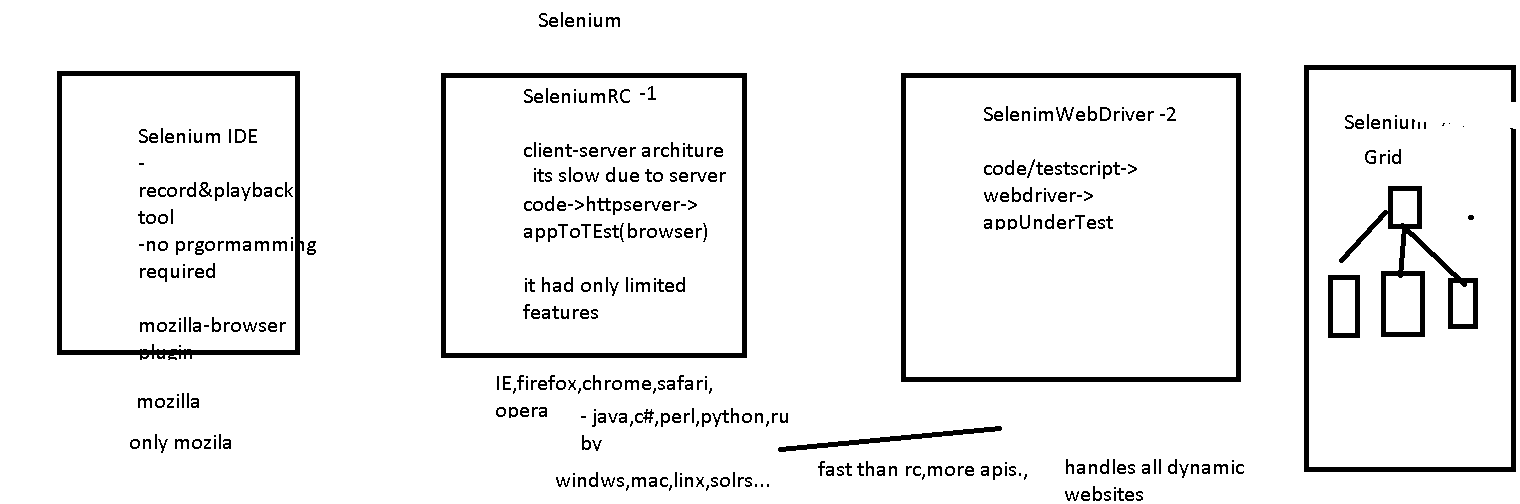 Selenium
Selenium IDE
-
record&playback
tool
-no prgormamming
required
mozilla-browser
plugin
mozilla
only mozila
SeleniumRC -1
client-server architure
its slow due to server
code->httpserver->
appToTEst(browser)
it had only limited
features
IE,firefox,chrome,safari,
opera
- java,c#,perl,python,ru
by
windws,mac,linx,solrs...
SelenimWebDriver -2
code/testscript->
webdriver->
appUnderTest
fast than rc,more apis.,
handles all dynamic
websites
Selenium
Grid